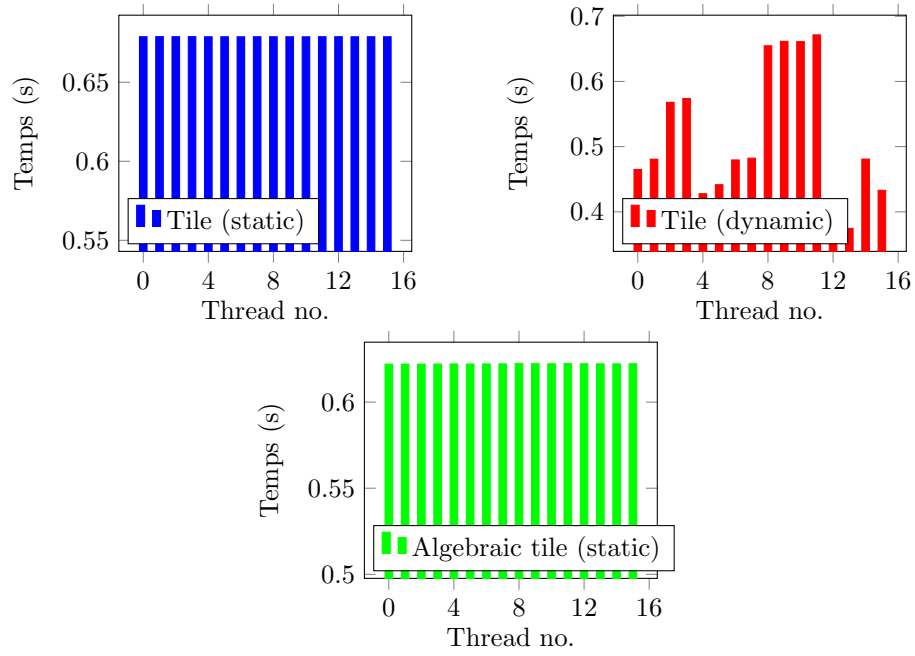 0.65
0.6
0.55
Temps (s)
Tile (static)
0 4 8 12 16
Thread no.
0.7
0.6
0.5
0.4
Temps (s)
Tile (dynamic)
0 4 8 12 16
Thread no.
0.6
0.55
0.5
Temps (s)
Algebraic tile (static)
0 4 8 12 16
Thread no.